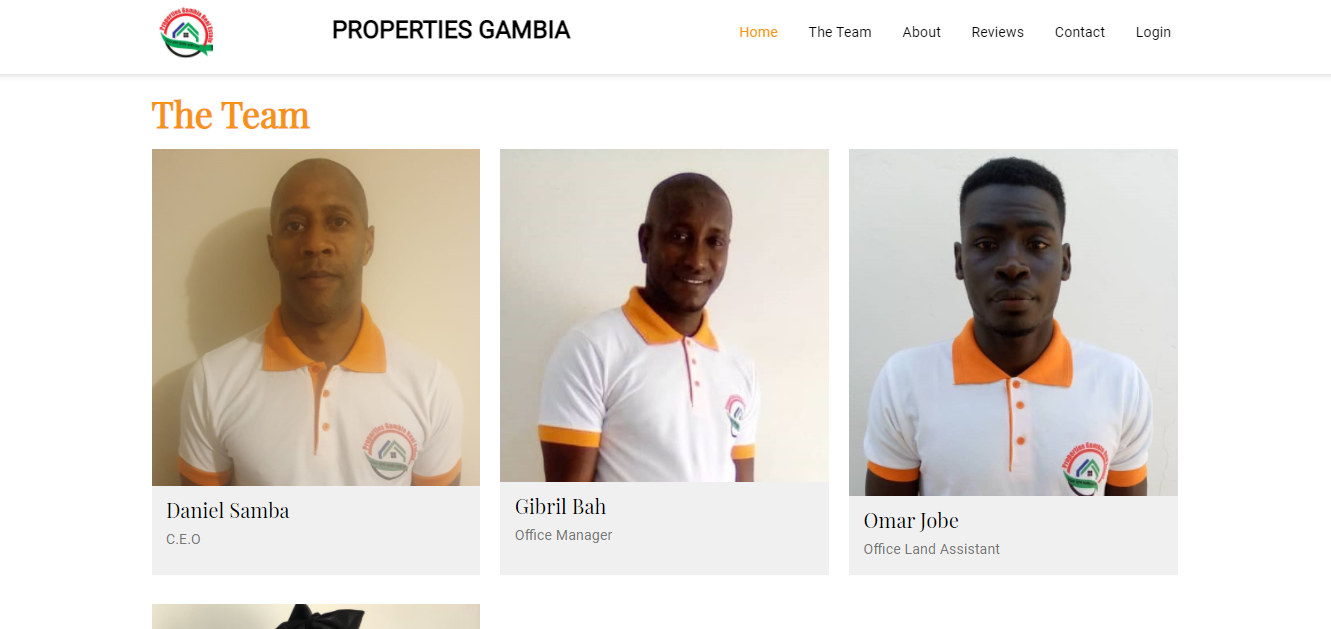 PROPERTIES GAMBIA
Home The Team About Reviews Contact Login
The Team
Daniel Samba
C.E.O
Gibril Bah
Office Manager
Omar Jobe
Office Land Assistant